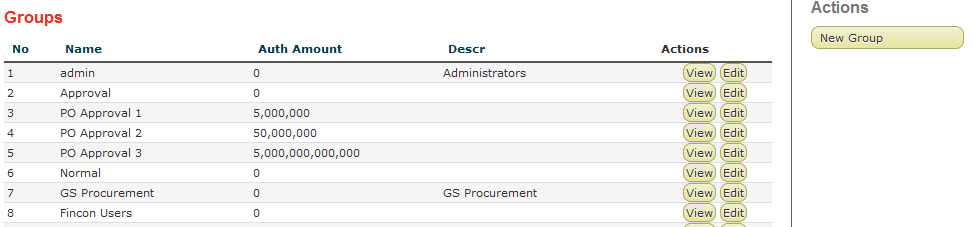 Groups
No Name Auth Amount Descr Actions
1 admin 0 Administrators View Edit
2 Approval 0 View Edit
3 PO Approval 1 5,000,000 View Edit
4 PO Approval 2 50,000,000 View Edit
5 PO Approval 3 5,000,000,000,000 View Edit
6 Normal 0 View Edit
7 GS Procurement 0 GS Procurement View Edit
8 Fincon Users 0 View Edit
Actions
New Group